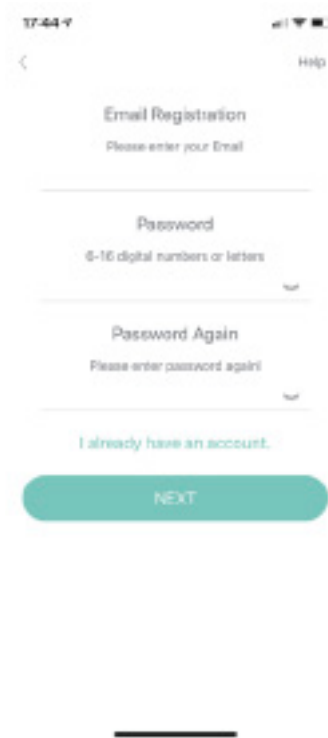 17:44
Help
Email Registration
Please enter your Email
Password
6-16 digital numbers or letters
Password Again
Please enter password again!
I already have an account.
NEXT